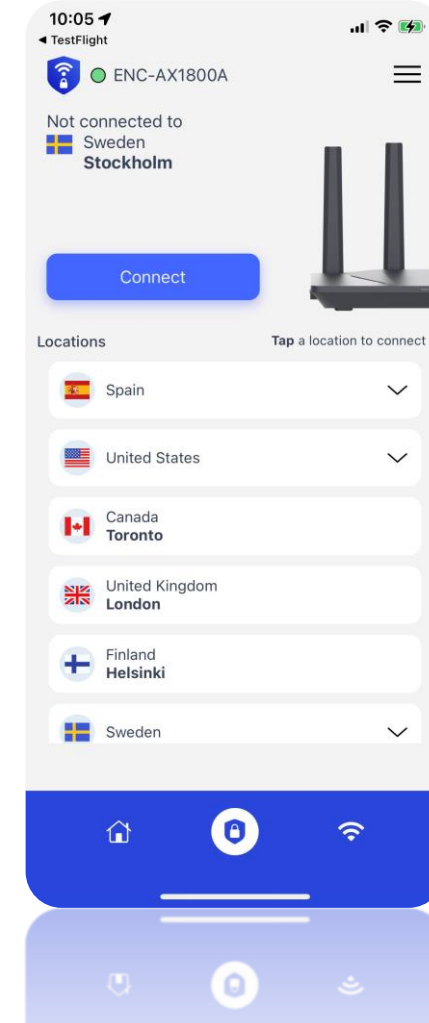 10:05
◀ TestFlight
ENC-AX1800A
Not connected to
Sweden
Stockholm
Connect
Locations
Tap a location to connect
Spain
United States
Canada
Toronto
United Kingdom
London
Finland
Helsinki
Sweden